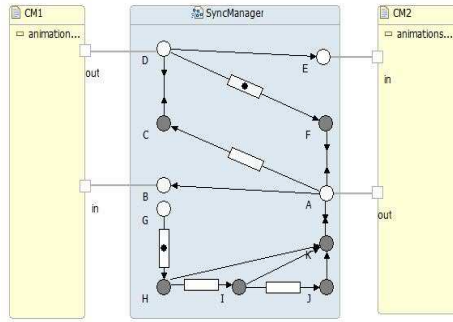 CM1
SyncManager
CM2
animation...
animations...
D
E
out
in
C
F
B
A
in
G
out
K
H
I
J